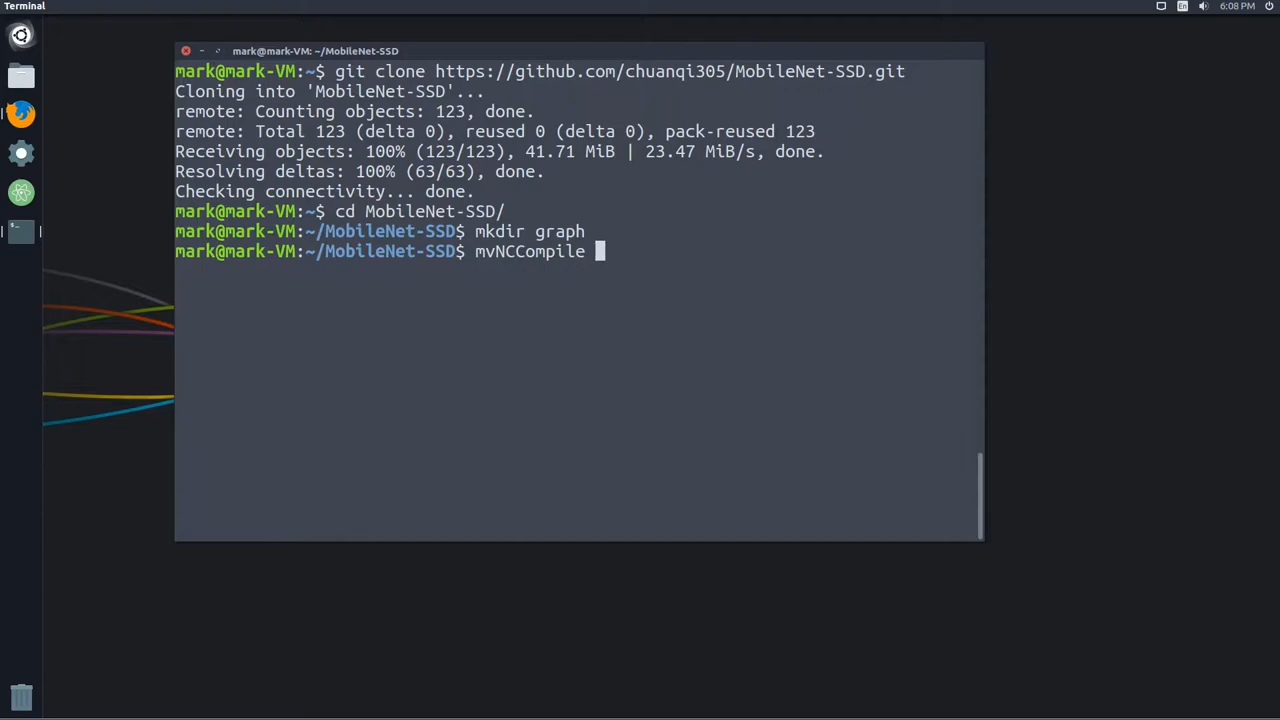 Terminal
En
6:08 PM
mark@mark-VM: ~/MobileNet-SSD
mark@mark-VM:~$ git clone https://github.com/chuanqi305/MobileNet-SSD.git
Cloning into 'MobileNet-SSD'...
remote: Counting objects: 123, done.
remote: Total 123 (delta 0), reused 0 (delta 0), pack-reused 123
Receiving objects: 100% (123/123), 41.71 MiB | 23.47 MiB/s, done.
Resolving deltas: 100% (63/63), done.
Checking connectivity... done.
mark@mark-VM:~$ cd MobileNet-SSD/
mark@mark-VM:~/MobileNet-SSD$ mkdir graph
mark@mark-VM:~/MobileNet-SSD$ mvNCCompile